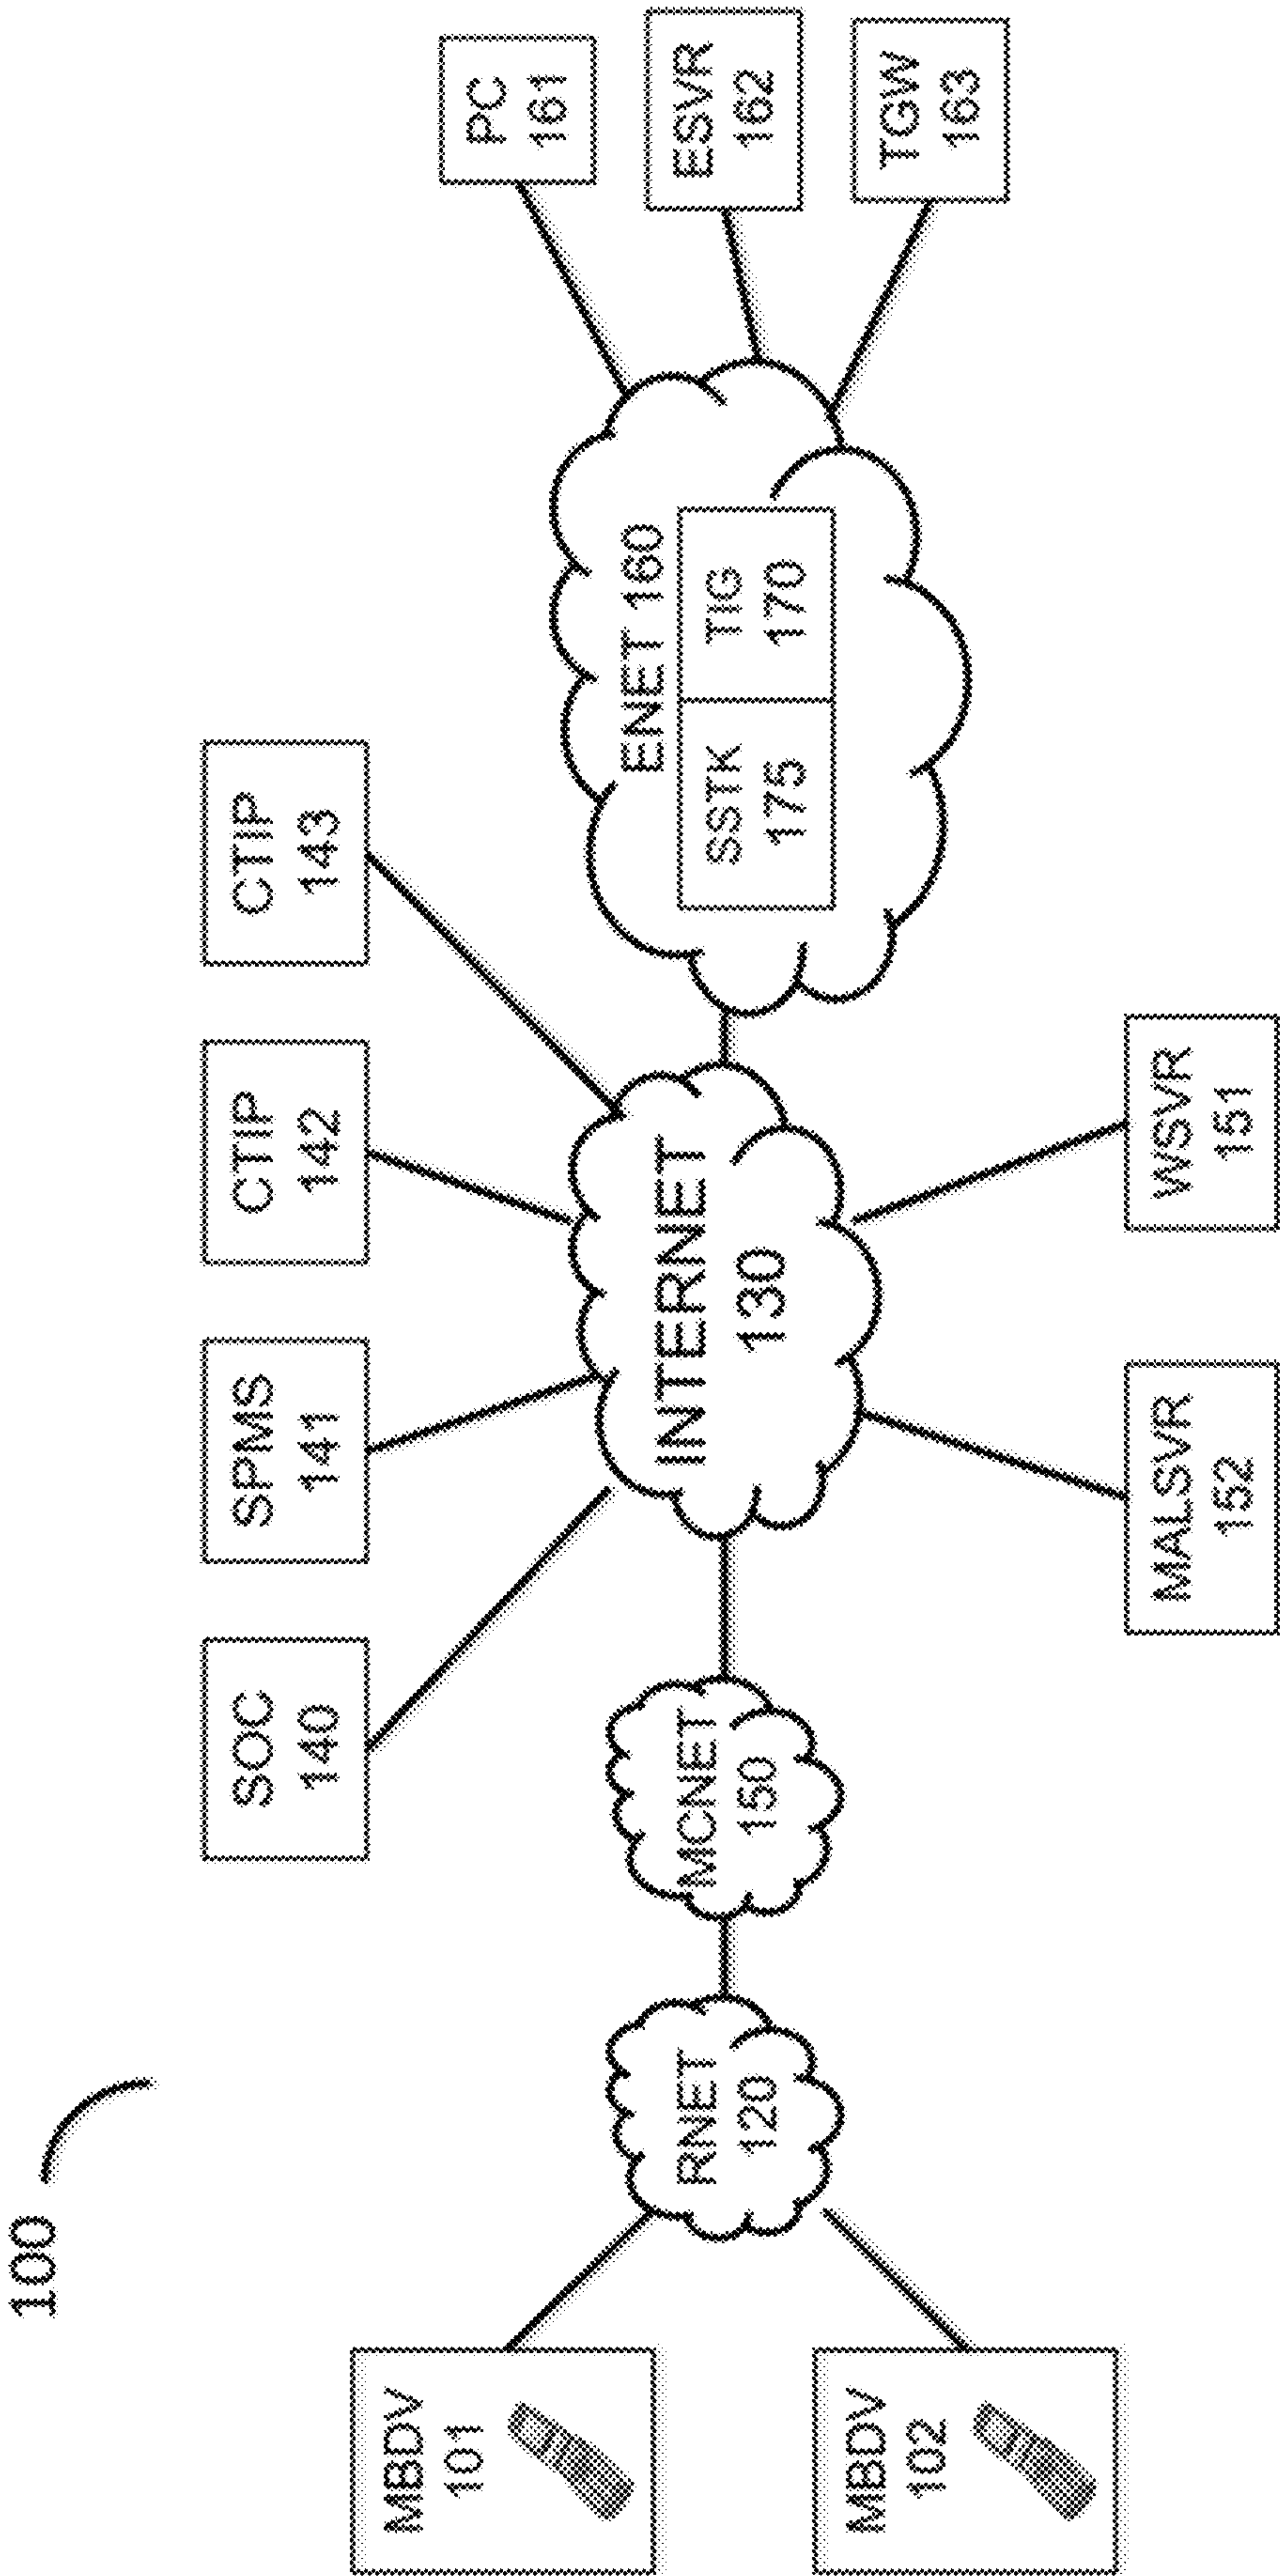 100
SOC
140
SPMS
141
CTIP
142
CTIP
143
MBDV
101
MBDV
102
RNET
120
MCNET
150
INTERNET
130
ENET 160
SSTK
175
TIG
170
PC
161
ESVR
162
TGW
163
MALSVR
152
WSVR
151